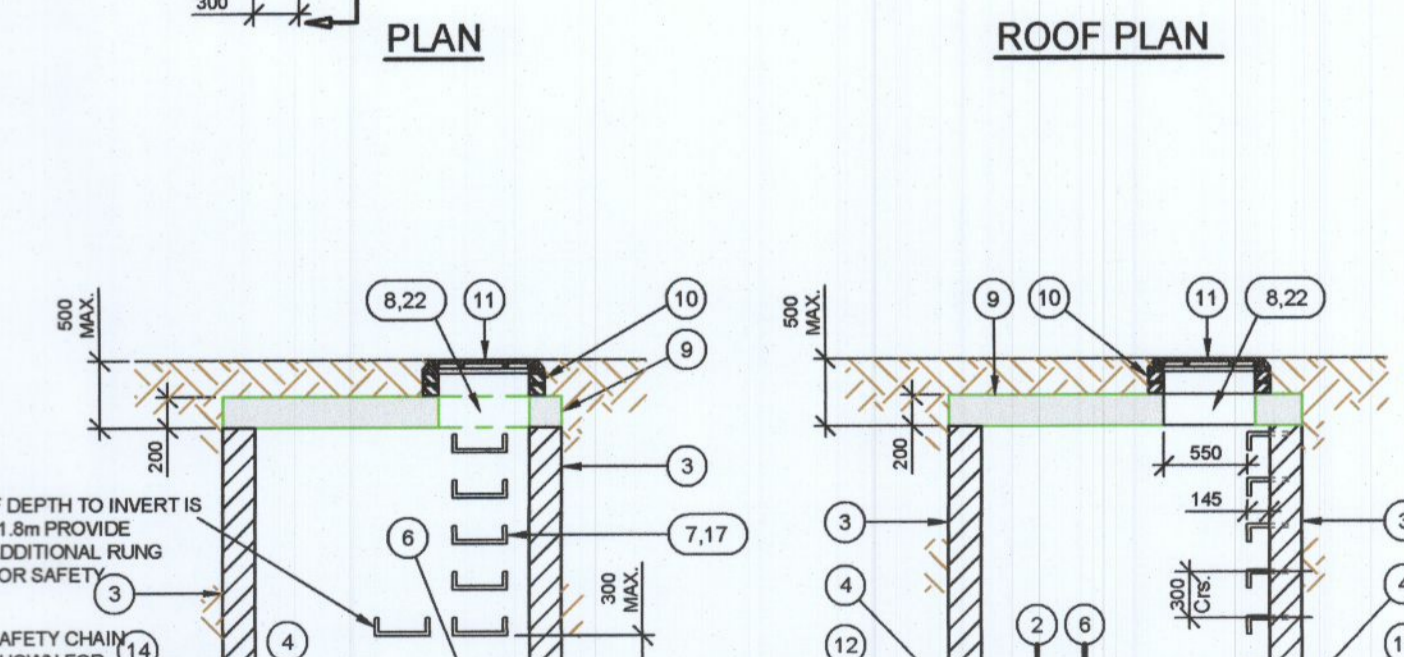 300
PLAN
ROOF PLAN
500
MAX.
8,22
11
10
9
200
3
DEPTH TO INVERT IS
1.8m PROVIDE
DDITIONAL RUNG
OR SAFETY
3
6
7,17
300
MAX.
AFETY CHAIN
14
4
500
MAX.
9
10
11
8,22
200
550
145
3
3
4
300
Crs.
4
12
2
6